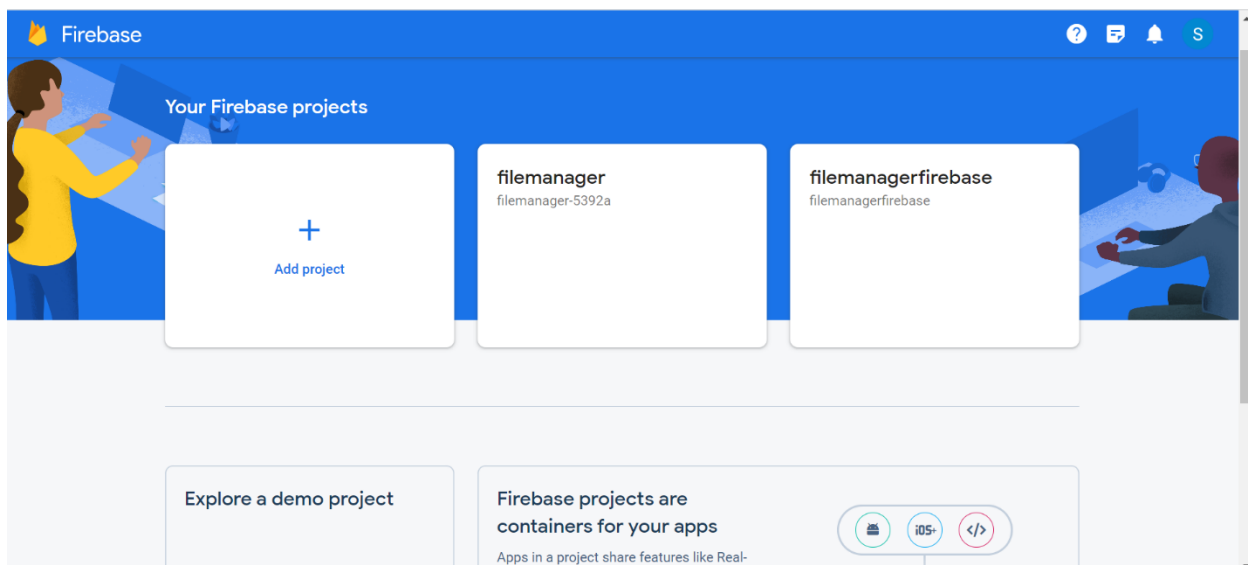 Firebase
?
S
Your Firebase projects
+
Add project
filemanager
filemanager-5392a
filemanagerfirebase
filemanagerfirebase
Explore a demo project
Firebase projects are
containers for your apps
Apps in a project share features like Real-
iOS+
</>